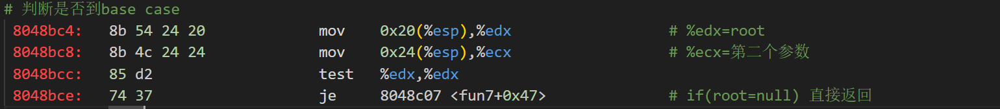 # 判断是否到base case
8048bc4: 8b 54 24 20 mov 0x20(%esp),%edx # %edx=root
8048bc8: 8b 4c 24 24 mov 0x24(%esp),%ecx # %ecx=第二个参数
8048bcc: 85 d2 test %edx,%edx
8048bce: 74 37 je 8048c07 <fun7+0x47> # if(root=null) 直接返回